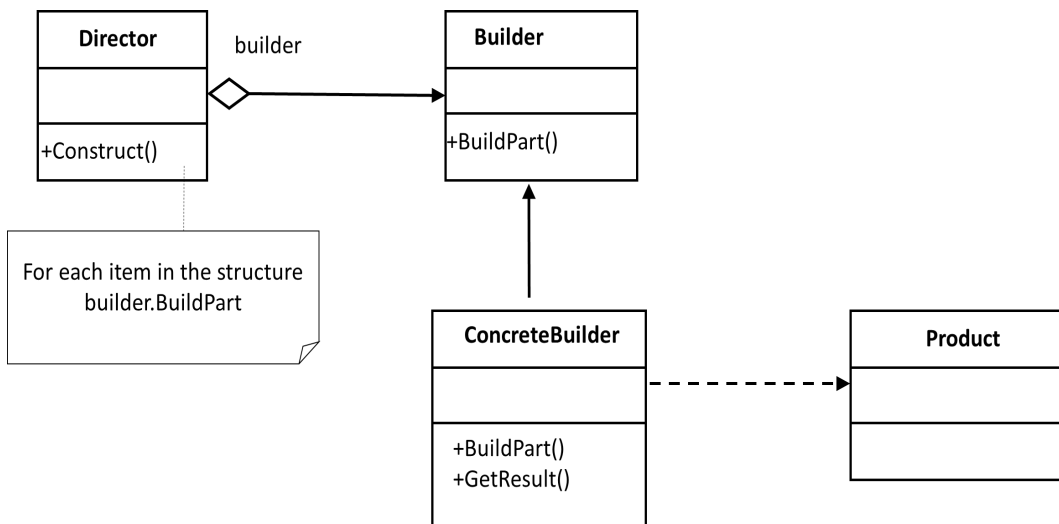 Director
builder
Builder
+Construct()
+BuildPart()
For each item in the structure
builder.BuildPart
ConcreteBuilder
Product
+BuildPart()
+GetResult()